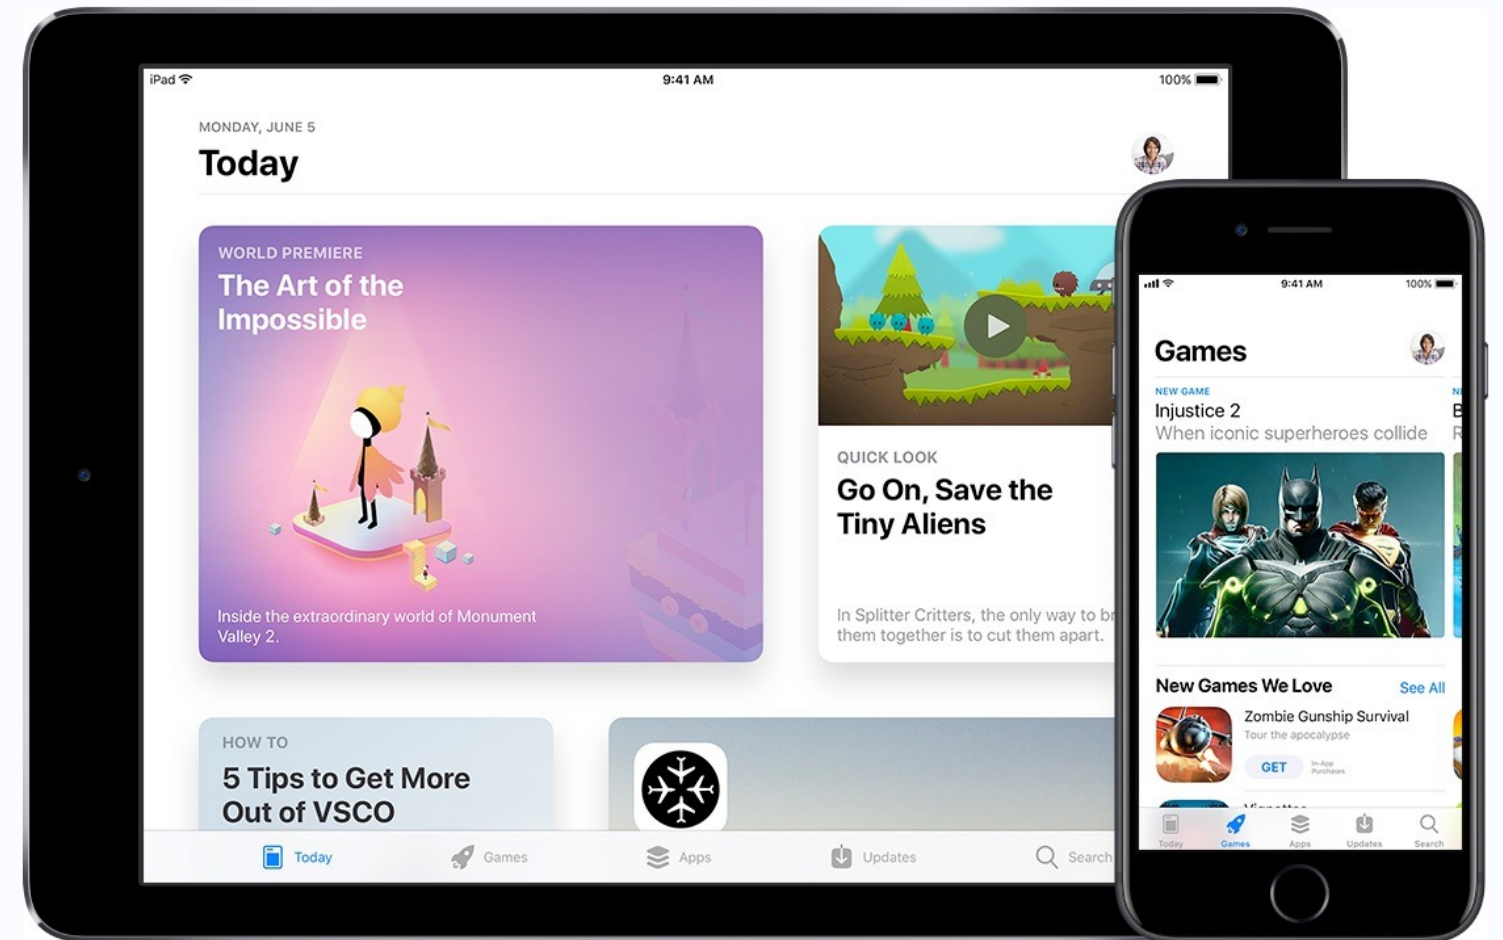 iPad
9:41 AM
100%
MONDAY, JUNE 5
Today
WORLD PREMIERE
The Art of the
Impossible
Inside the extraordinary world of Monument
Valley 2.
QUICK LOOK
Go On, Save the
Tiny Aliens
In Splitter Critters, the only way to br
them together is to cut them apart.
HOW TO
5 Tips to Get More
Out of VSCO
Today
Games
Apps
Updates
Search
9:41 AM
100%
Games
NEW GAME
Injustice 2
When iconic superheroes collide
New Games We Love
See All
Zombie Gunship Survival
Tour the apocalypse
GET
In-App
Purchases
Today
Games
Apps
Updates
Search